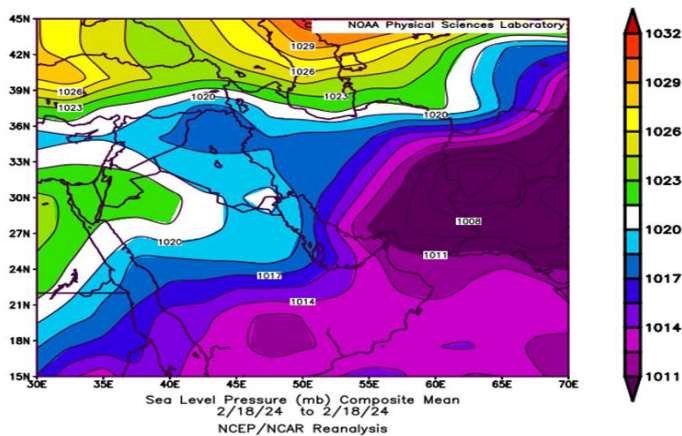 NOAA Physical Sciences Laboratory
45N
42N
39N
36N
33N
30N
27N
24N
21N
18N
15N
30E 35E 40E 45E 50E 55E 60E 65E 70E
1029
1026
1026
1023
1023
1020
1020
1020
1008
1011
1017
1014
1032
1029
1026
1023
1020
1017
1014
1011
Sea Level Pressure (mb) Composite Mean
2/18/24 to 2/18/24
NCEP/NCAR Reanalysis